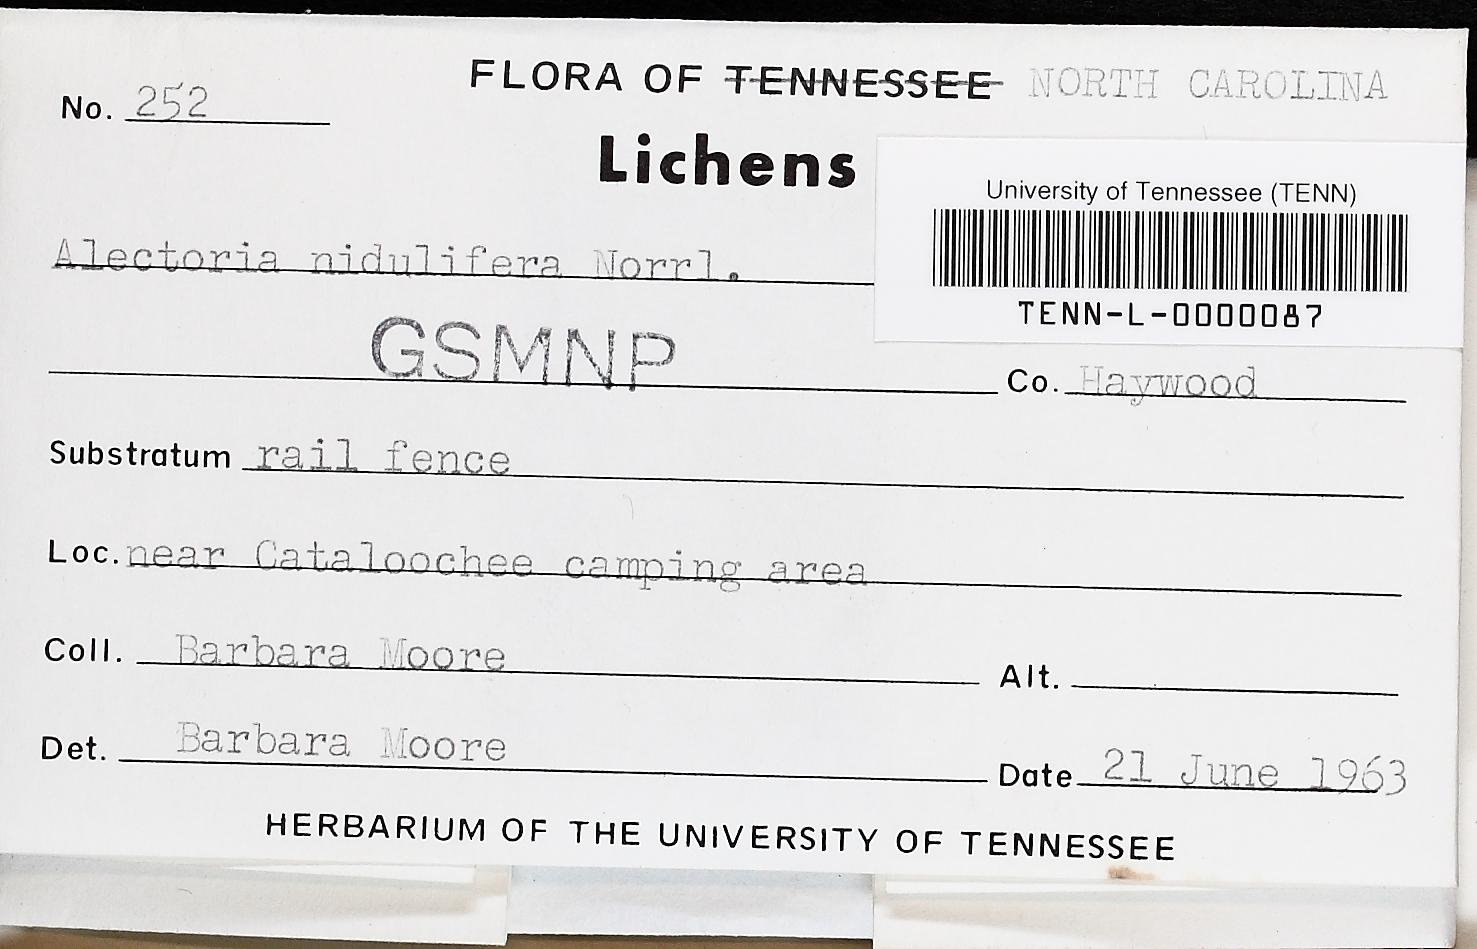 FLORA OF TENNESSEE NORTH CAROLINA
No. 252
Lichens
University of Tennessee (TENN)
TENN-L-0000087
Alectoria nidulifera Norrl.
GSMNP
Co. Haywood
Substratum rail fence
Loc. near Cataloochee camping area
Coll. Barbara Moore
Alt.
Det. Barbara Moore
Date 21 June 1963
HERBARIUM OF THE UNIVERSITY OF TENNESSEE